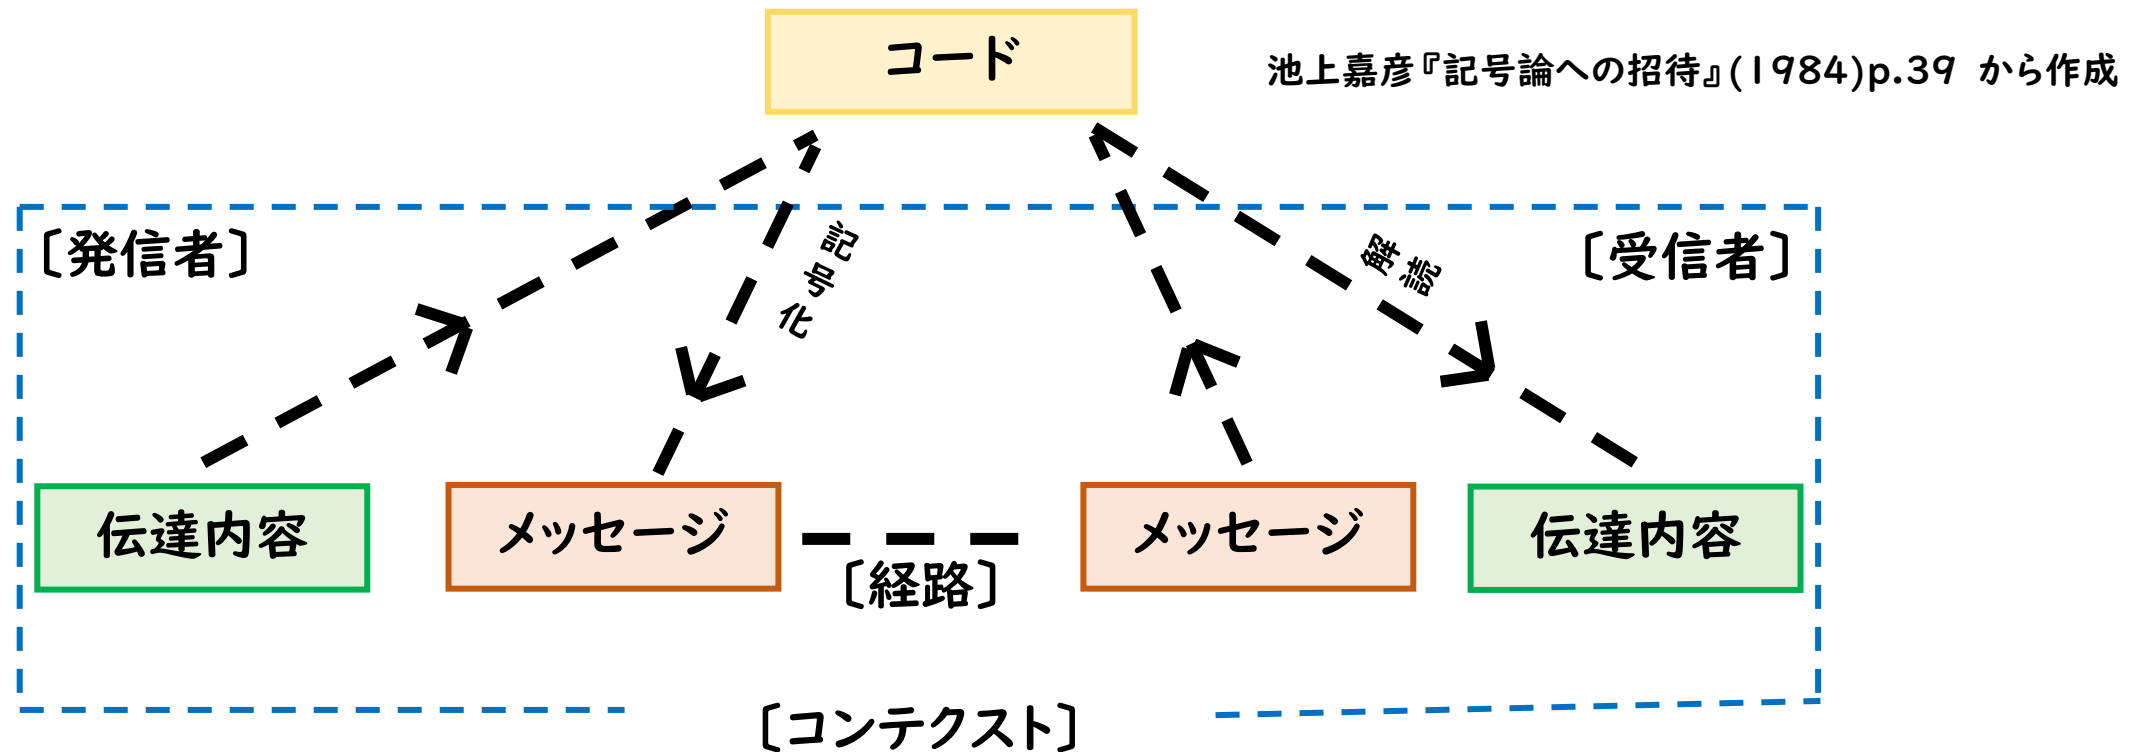 コード
池上嘉彦『記号論への招待』(1984)p.39 から作成
〔発信者〕
記号化
解読
〔受信者〕
伝達内容
メッセージ
〔経路〕
メッセージ
伝達内容
〔コンテクスト〕